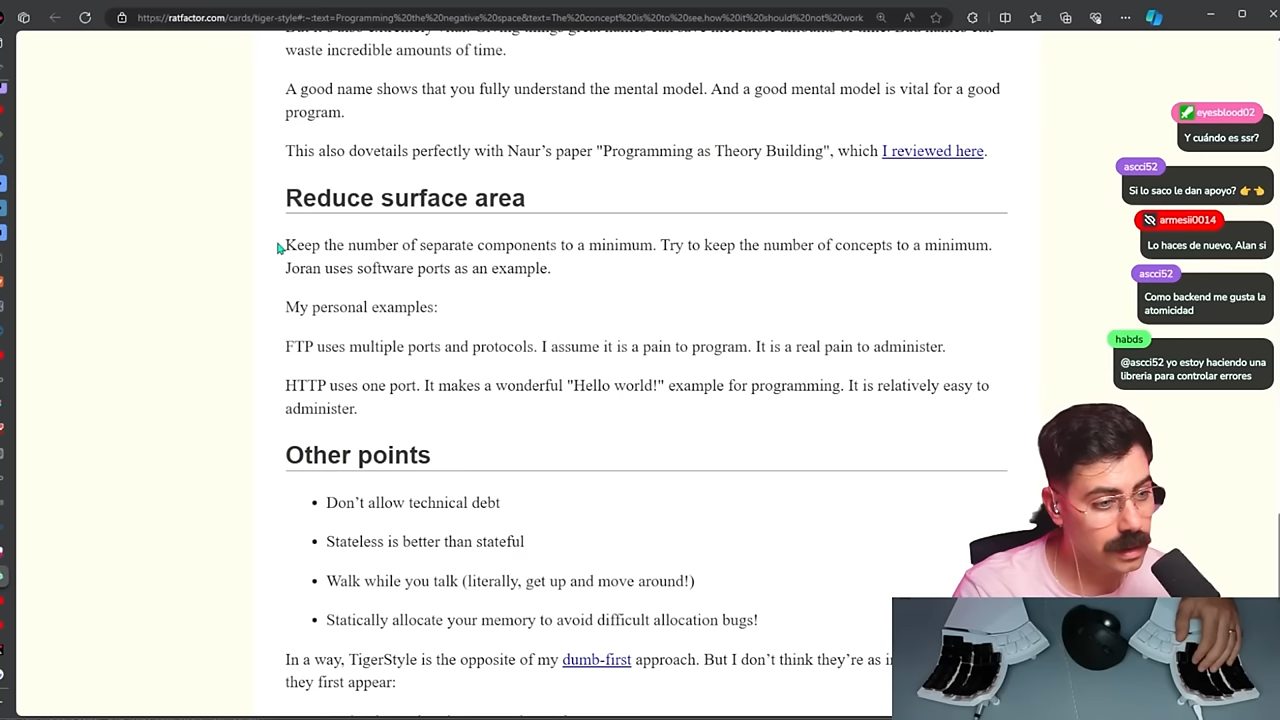 https://ratfactor.com/cards/tiger-style#:~:text=Programming%20the%20negative%20space&text=The%20concept%20is%20to%20see,how%20it%20should%20not%20work
waste incredible amounts of time.
A good name shows that you fully understand the mental model. And a good mental model is vital for a good
program.
This also dovetails perfectly with Naur's paper "Programming as Theory Building", which I reviewed here.
Reduce surface area
Keep the number of separate components to a minimum. Try to keep the number of concepts to a minimum.
Joran uses software ports as an example.
My personal examples:
FTP uses multiple ports and protocols. I assume it is a pain to program. It is a real pain to administer.
HTTP uses one port. It makes a wonderful "Hello world!" example for programming. It is relatively easy to
administer.
Other points
• Don't allow technical debt
• Stateless is better than stateful
• Walk while you talk (literally, get up and move around!)
• Statically allocate your memory to avoid difficult allocation bugs!
In a way, TigerStyle is the opposite of my dumb-first approach. But I don't think they're as
they first appear:
eyesblood02
Y cuándo es ssr?
ascci52
Si lo saco le dan apoyo? 👉👈
armesii0014
Lo haces de nuevo, Alan si
ascci52
Como backend me gusta la
atomicidad
habds
@ascci52 yo estoy haciendo una
libreria para controlar errores